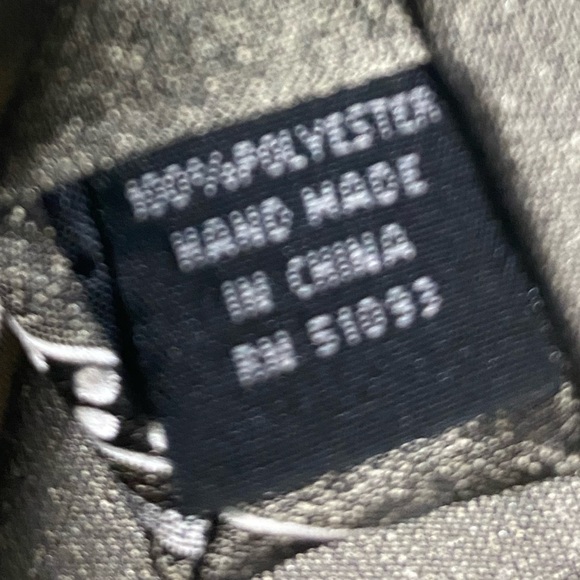 100%POLYESTER
HAND MADE
IN CHINA
RN 51093